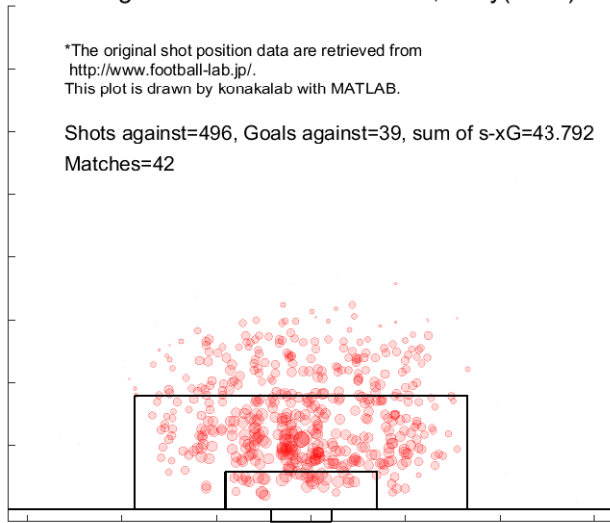 *The original shot position data are retrieved from
http://www.football-lab.jp/.
This plot is drawn by konakalab with MATLAB.
Shots against=496, Goals against=39, sum of s-xG=43.792
Matches=42